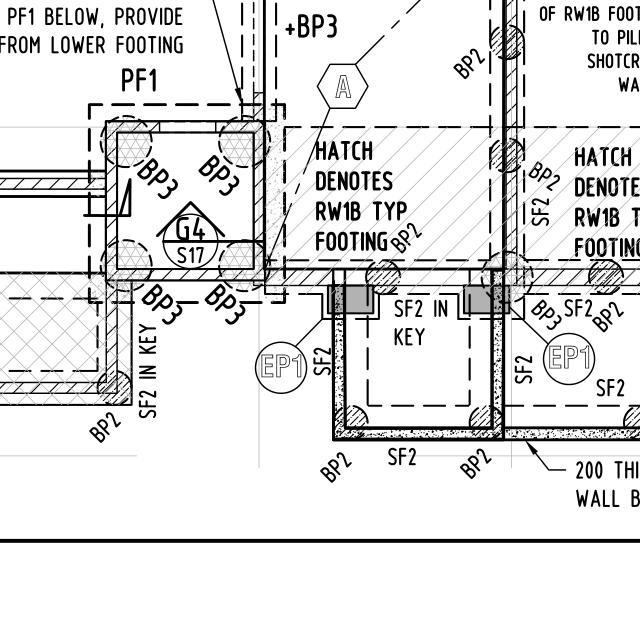 PF1 BELOW, PROVIDE
FROM LOWER FOOTING
PF1
+BP3
A
BP2
OF RW1B FOOT
TO PIL
SHOTCR
WA
BP3
BP3
HATCH
DENOTES
RW1B TYP
FOOTING
BP2
BP2
SF2
HATCH
DENOTE
RW1B T
FOOTING
G4
S17
BP3
BP3
SF2 IN KEY
BP2
EP1
SF2
SF2 IN
KEY
BP3
SF2
BP2
EP1
SF2
SF2
BP2
SF2
BP2
200 THI
WALL B